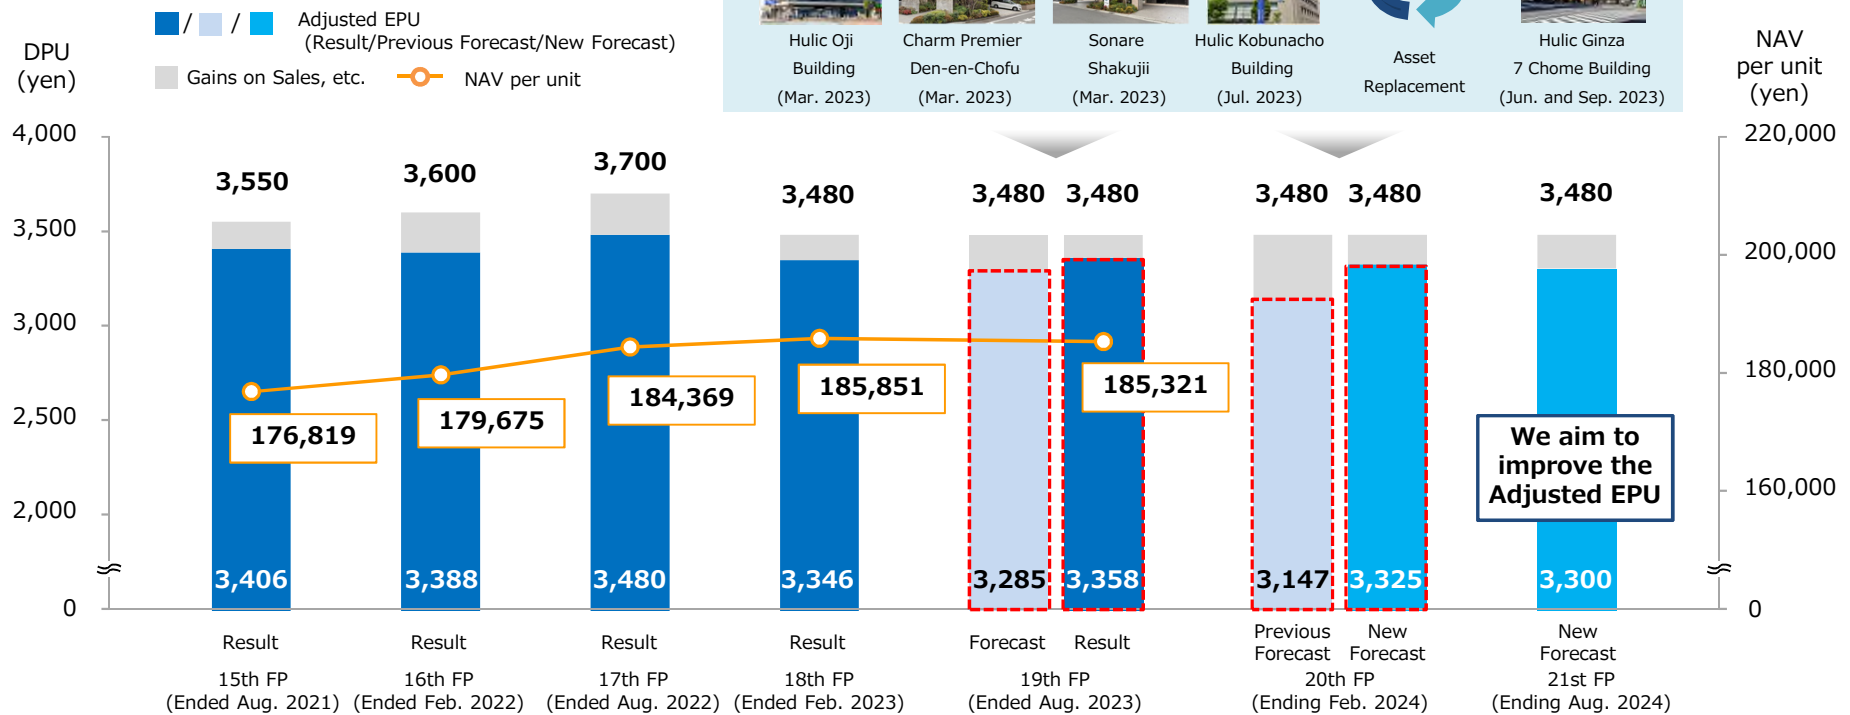 Adjusted EPU
(Result/Previous Forecast/New Forecast)
/ /
Gains on Sales, etc.
NAV per unit
DPU
(yen)
NAV
per unit
(yen)
Hulic Oji
Building
(Mar. 2023)
Charm Premier
Den-en-Chofu
(Mar. 2023)
Sonare
Shakujii
(Mar. 2023)
Hulic Kobunacho
Building
(Jul. 2023)
Asset
Replacement
Hulic Ginza
7 Chome Building
(Jun. and Sep. 2023)
4,000
3,500
3,000
2,500
2,000
0
220,000
200,000
180,000
160,000
0
3,550
3,600
3,700
3,480
3,480
3,480
3,480
3,480
3,480
176,819
179,675
184,369
185,851
185,321
We aim to
improve the
Adjusted EPU
3,406
3,388
3,480
3,346
3,285
3,358
3,147
3,325
3,300
Result
15th FP
(Ended Aug. 2021)
Result
16th FP
(Ended Feb. 2022)
Result
17th FP
(Ended Aug. 2022)
Result
18th FP
(Ended Feb. 2023)
Forecast
Result
19th FP
(Ended Aug. 2023)
Previous
Forecast
New
Forecast
20th FP
(Ending Feb. 2024)
New
Forecast
21st FP
(Ending Aug. 2024)